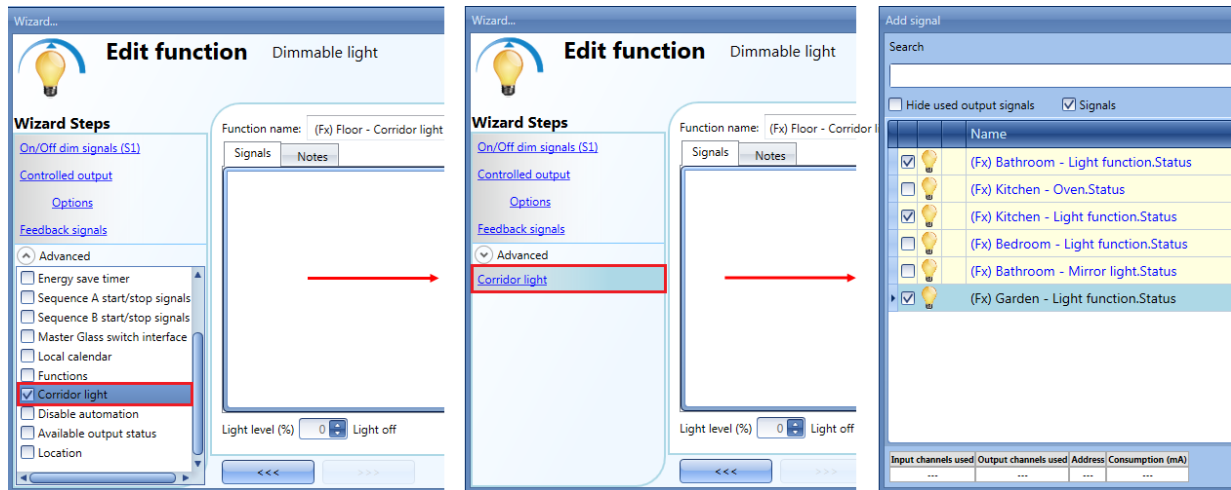 Wizard...
Edit function Dimmable light
Wizard Steps
On/Off dim signals (S1)
Controlled output
Options
Feedback signals
Advanced
Energy save timer
Sequence A start/stop signals
Sequence B start/stop signals
Master Glass switch interface
Local calendar
Functions
Corridor light
Disable automation
Available output status
Location
Function name: (Fx) Floor - Corridor light
Signals Notes
Light level (%) 0 Light off
<<< >>>
Wizard...
Edit function Dimmable light
Wizard Steps
On/Off dim signals (S1)
Controlled output
Options
Feedback signals
Advanced
Corridor light
Function name: (Fx) Floor - Corridor li
Signals Notes
Light level (%) 0 Light off
<<< >>>
Add signal
Search
Hide used output signals Signals
Name
(Fx) Bathroom - Light function.Status
(Fx) Kitchen - Oven.Status
(Fx) Kitchen - Light function.Status
(Fx) Bedroom - Light function.Status
(Fx) Bathroom - Mirror light.Status
(Fx) Garden - Light function.Status
Input channels used Output channels used Address Consumption (mA)
--- --- --- ---